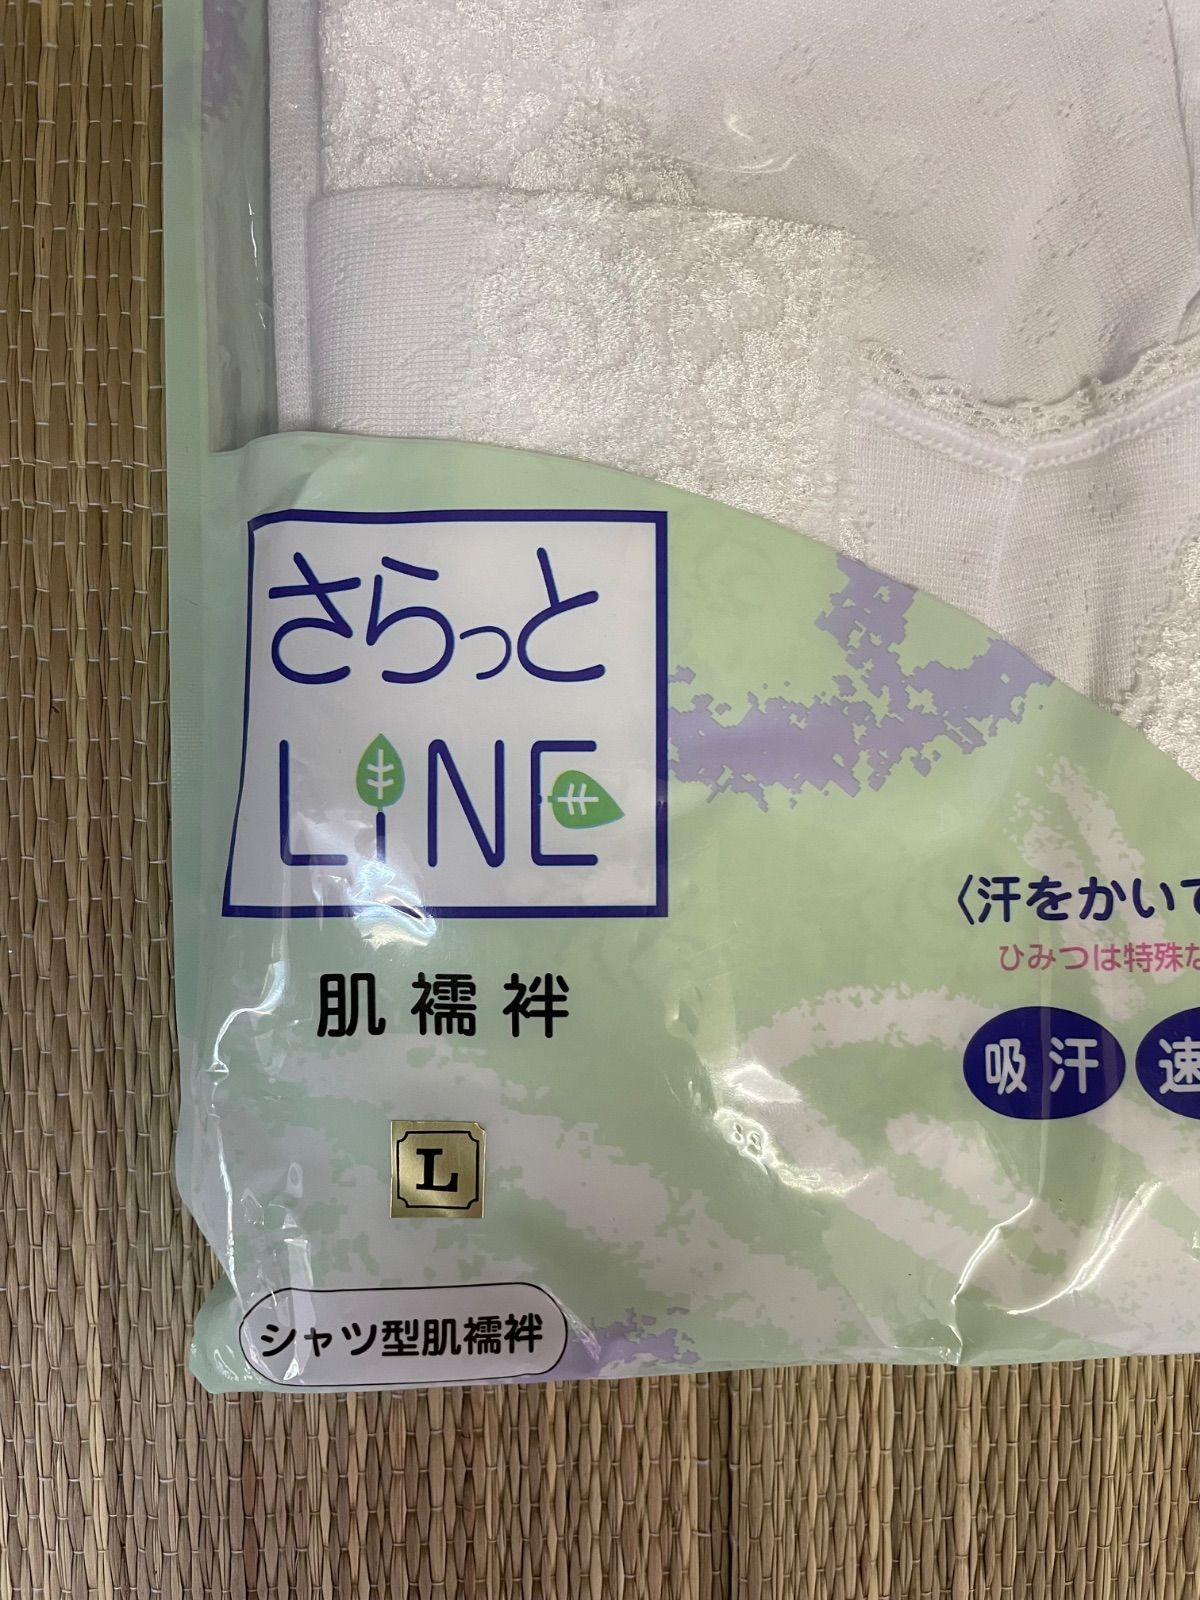 さらっと
LiNE
肌襦袢
L
シャツ型肌襦袢
〈汗をかいて
ひみつは特殊な
吸汗
速